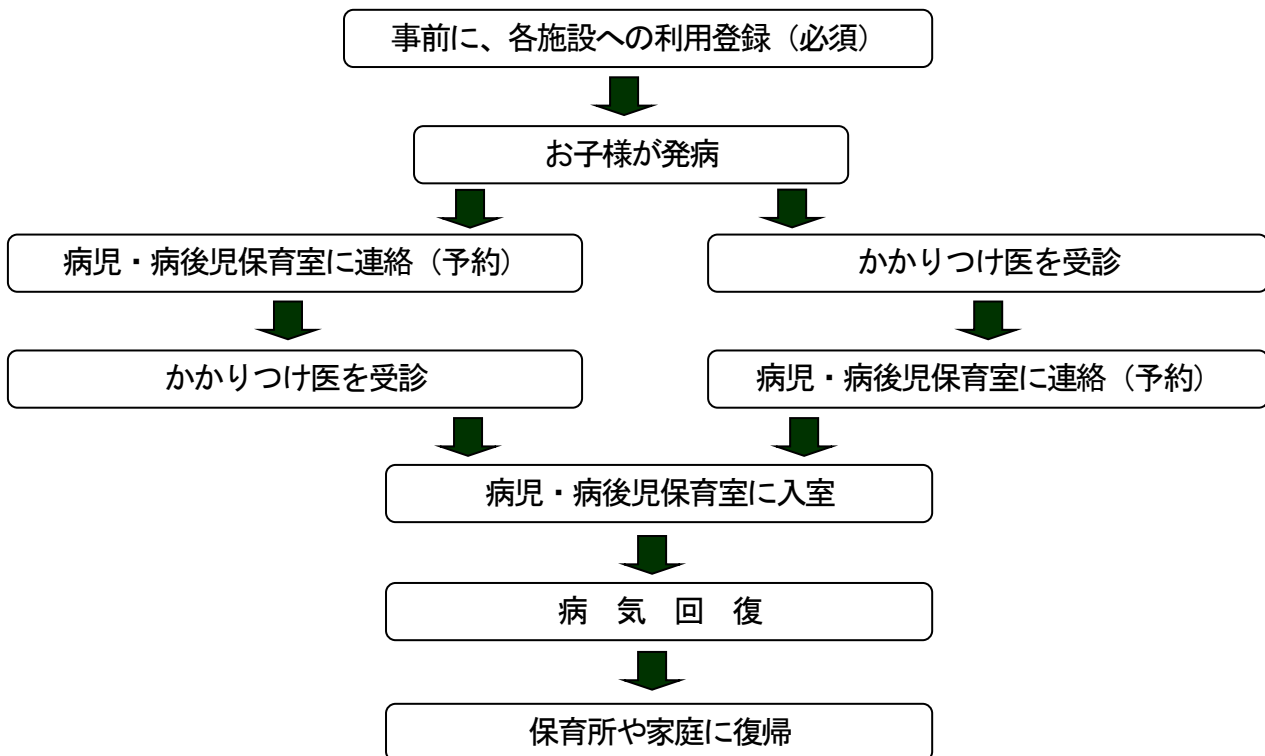 事前に、各施設への利用登録（必須）
お子様が発病
病児・病後児保育室に連絡（予約）
かかりつけ医を受診
かかりつけ医を受診
病児・病後児保育室に連絡（予約）
病児・病後児保育室に入室
病　気　回　復
保育所や家庭に復帰